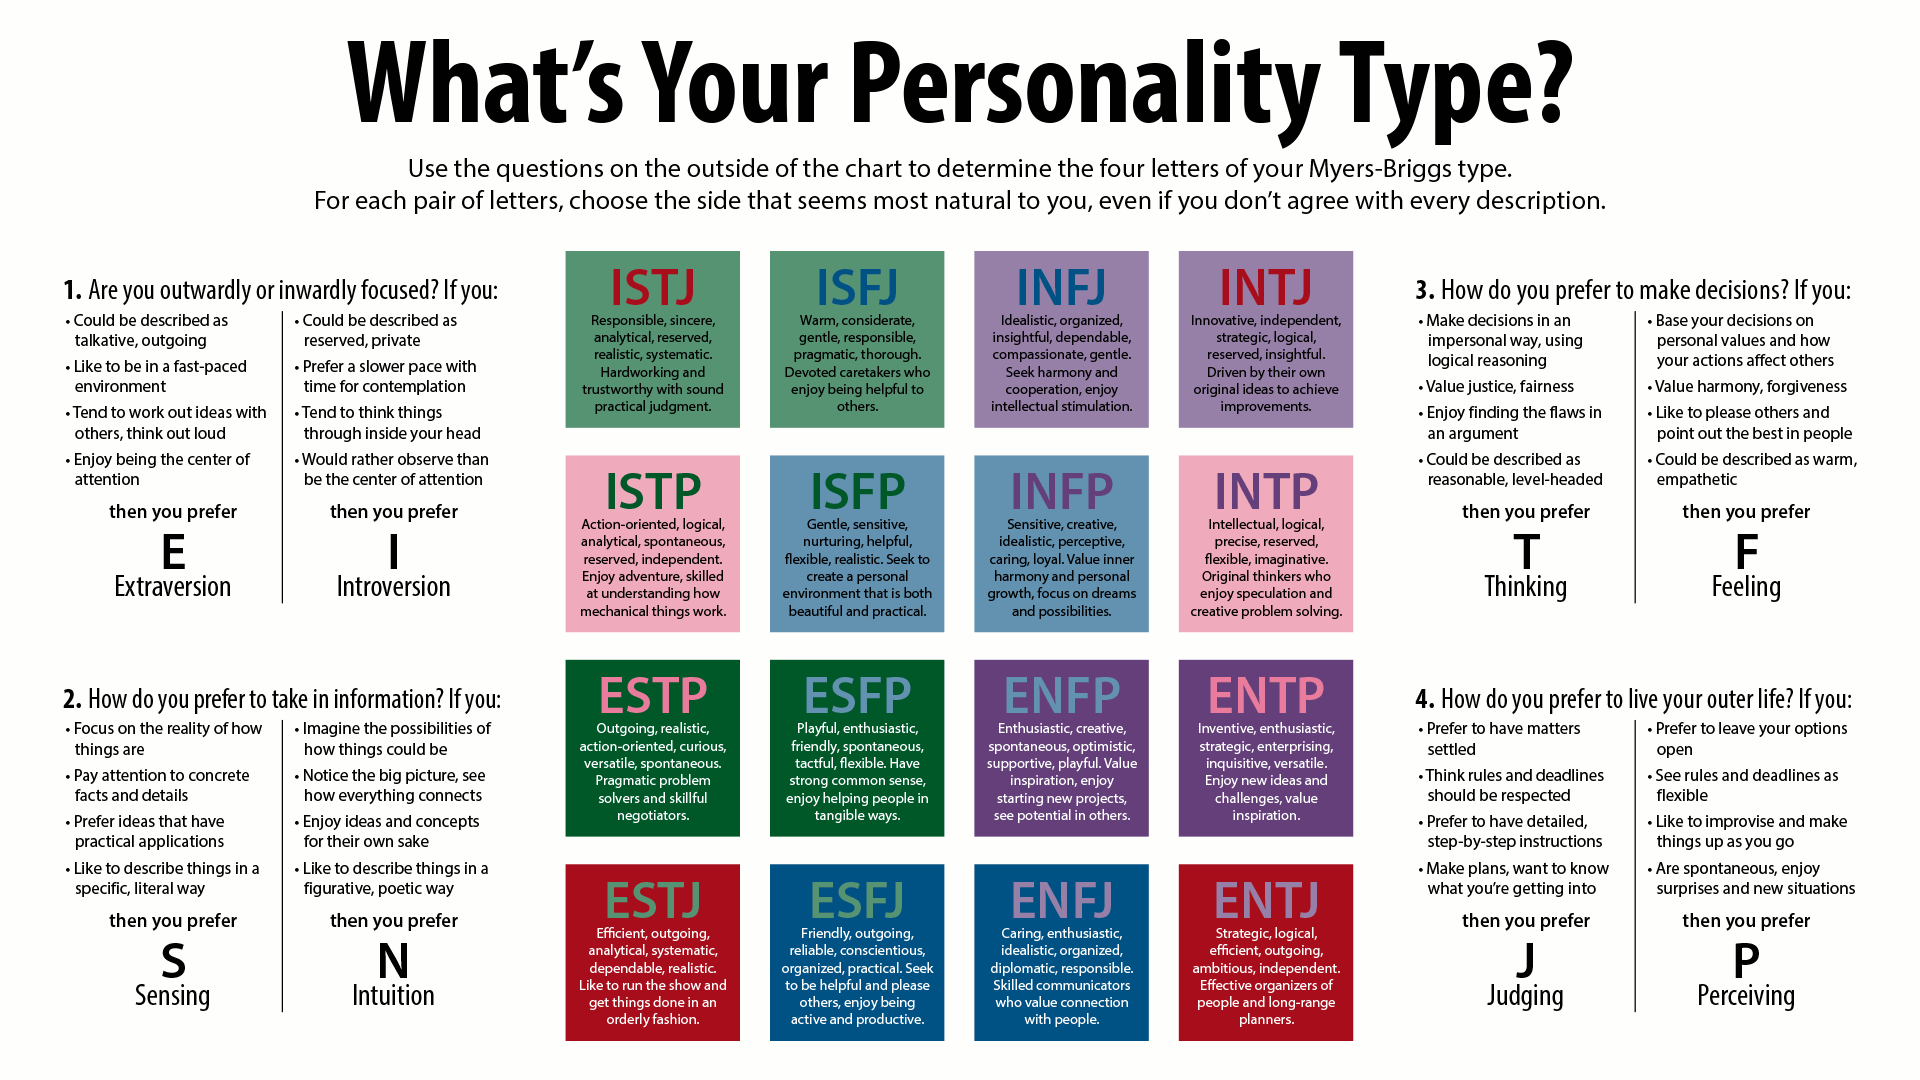 What's Your Personality Type?
Use the questions on the outside of the chart to determine the four letters of your Myers-Briggs type.
For each pair of letters, choose the side that seems most natural to you, even if you don't agree with every description.
1. Are you outwardly or inwardly focused? If you:
• Could be described as
talkative, outgoing
• Like to be in a fast-paced
environment
• Tend to work out ideas with
others, think out loud
• Enjoy being the center of
attention
then you prefer
E
Extraversion
• Could be described as
reserved, private
• Prefer a slower pace with
time for contemplation
• Tend to think things
through inside your head
• Would rather observe than
be the center of attention
then you prefer
I
Introversion
2. How do you prefer to take in information? If you:
• Focus on the reality of how
things are
• Pay attention to concrete
facts and details
• Prefer ideas that have
practical applications
• Like to describe things in a
specific, literal way
then you prefer
S
Sensing
• Imagine the possibilities of
how things could be
• Notice the big picture, see
how everything connects
• Enjoy ideas and concepts
for their own sake
• Like to describe things in a
figurative, poetic way
then you prefer
N
Intuition
ISTJ
Responsible, sincere,
analytical, reserved,
realistic, systematic.
Hardworking and
trustworthy with sound
practical judgment.
ISFJ
Warm, considerate,
gentle, responsible,
pragmatic, thorough.
Devoted caretakers who
enjoy being helpful to
others.
INFJ
Idealistic, organized,
insightful, dependable,
compassionate, gentle.
Seek harmony and
cooperation, enjoy
intellectual stimulation.
INTJ
Innovative, independent,
strategic, logical,
reserved, insightful.
Driven by their own
original ideas to achieve
improvements.
ISTP
Action-oriented, logical,
analytical, spontaneous,
reserved, independent.
Enjoy adventure, skilled
at understanding how
mechanical things work.
ISFP
Gentle, sensitive,
nurturing, helpful,
flexible, realistic. Seek to
create a personal
environment that is both
beautiful and practical.
INFP
Sensitive, creative,
idealistic, perceptive,
caring, loyal. Value inner
harmony and personal
growth, focus on dreams
and possibilities.
INTP
Intellectual, logical,
precise, reserved,
flexible, imaginative.
Original thinkers who
enjoy speculation and
creative problem solving.
ESTP
Outgoing, realistic,
action-oriented, curious,
versatile, spontaneous.
Pragmatic problem
solvers and skillful
negotiators.
ESFP
Playful, enthusiastic,
friendly, spontaneous,
tactful, flexible. Have
strong common sense,
enjoy helping people in
tangible ways.
ENFP
Enthusiastic, creative,
spontaneous, optimistic,
supportive, playful. Value
inspiration, enjoy
starting new projects,
see potential in others.
ENTP
Inventive, enthusiastic,
strategic, enterprising,
inquisitive, versatile.
Enjoy new ideas and
challenges, value
inspiration.
ESTJ
Efficient, outgoing,
analytical, systematic,
dependable, realistic.
Like to run the show and
get things done in an
orderly fashion.
ESFJ
Friendly, outgoing,
reliable, conscientious,
organized, practical. Seek
to be helpful and please
others, enjoy being
active and productive.
ENFJ
Caring, enthusiastic,
idealistic, organized,
diplomatic, responsible.
Skilled communicators
who value connection
with people.
ENTJ
Strategic, logical,
efficient, outgoing,
ambitious, independent.
Effective organizers of
people and long-range
planners.
3. How do you prefer to make decisions? If you:
• Make decisions in an
impersonal way, using
logical reasoning
• Value justice, fairness
• Enjoy finding the flaws in
an argument
• Could be described as
reasonable, level-headed
then you prefer
T
Thinking
• Base your decisions on
personal values and how
your actions affect others
• Value harmony, forgiveness
• Like to please others and
point out the best in people
• Could be described as warm,
empathetic
then you prefer
F
Feeling
4. How do you prefer to live your outer life? If you:
• Prefer to have matters
settled
• Think rules and deadlines
should be respected
• Prefer to have detailed,
step-by-step instructions
• Make plans, want to know
what you're getting into
then you prefer
J
Judging
• Prefer to leave your options
open
• See rules and deadlines as
flexible
• Like to improvise and make
things up as you go
• Are spontaneous, enjoy
surprises and new situations
then you prefer
P
Perceiving